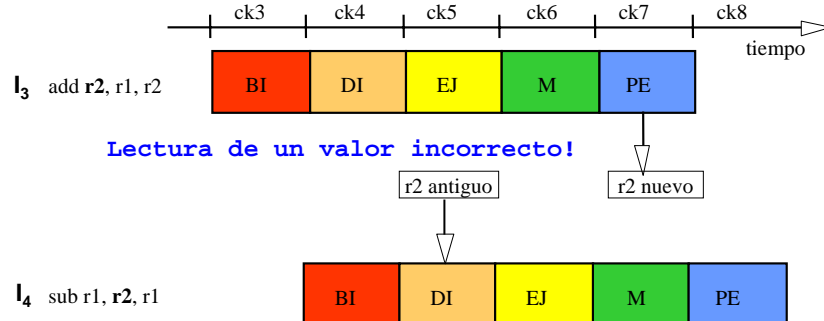 ck3 ck4 ck5 ck6 ck7 ck8
tiempo
I3 add r2, r1, r2
BI DI EJ M PE
Lectura de un valor incorrecto!
r2 antiguo r2 nuevo
I4 sub r1, r2, r1
BI DI EJ M PE